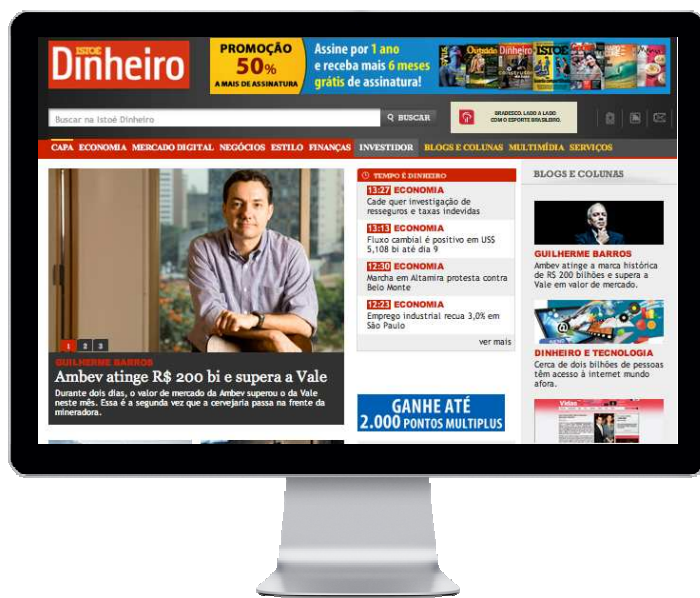 ISTOÉ
Dinheiro
PROMOÇÃO
50%
A MAIS DE ASSINATURA
Assine por 1 ano
e receba mais 6 meses
grátis de assinatura!
Dinheiro
ISTOÉ
Buscar na Istoé Dinheiro
BUSCAR
BRADESCO. LADO A LADO
COM O ESPORTE BRASILEIRO.
CAPA ECONOMIA MERCADO DIGITAL NEGÓCIOS ESTILO FINANÇAS INVESTIDOR BLOGS E COLUNAS MULTIMÍDIA SERVIÇOS
1 2 3
GUILHERME BARROS
Ambev atinge R$ 200 bi e supera a Vale
Durante dois dias, o valor de mercado da Ambev superou o da Vale
neste mês. Essa é a segunda vez que a cervejaria passa na frente da
mineradora.
TEMPO É DINHEIRO
13:27 ECONOMIA
Cade quer investigação de
resseguros e taxas indevidas
13:13 ECONOMIA
Fluxo cambial é positivo em US$
5,108 bi até dia 9
12:30 ECONOMIA
Marcha em Altamira protesta contra
Belo Monte
12:23 ECONOMIA
Emprego industrial recua 3,0% em
São Paulo
ver mais
GANHE ATÉ
2.000 PONTOS MULTIPLUS
BLOGS E COLUNAS
GUILHERME BARROS
Ambev atinge a marca histórica
de R$ 200 bilhões e supera a
Vale em valor de mercado.
DINHEIRO E TECNOLOGIA
Cerca de dois bilhões de pessoas
têm acesso à internet mundo
afora.